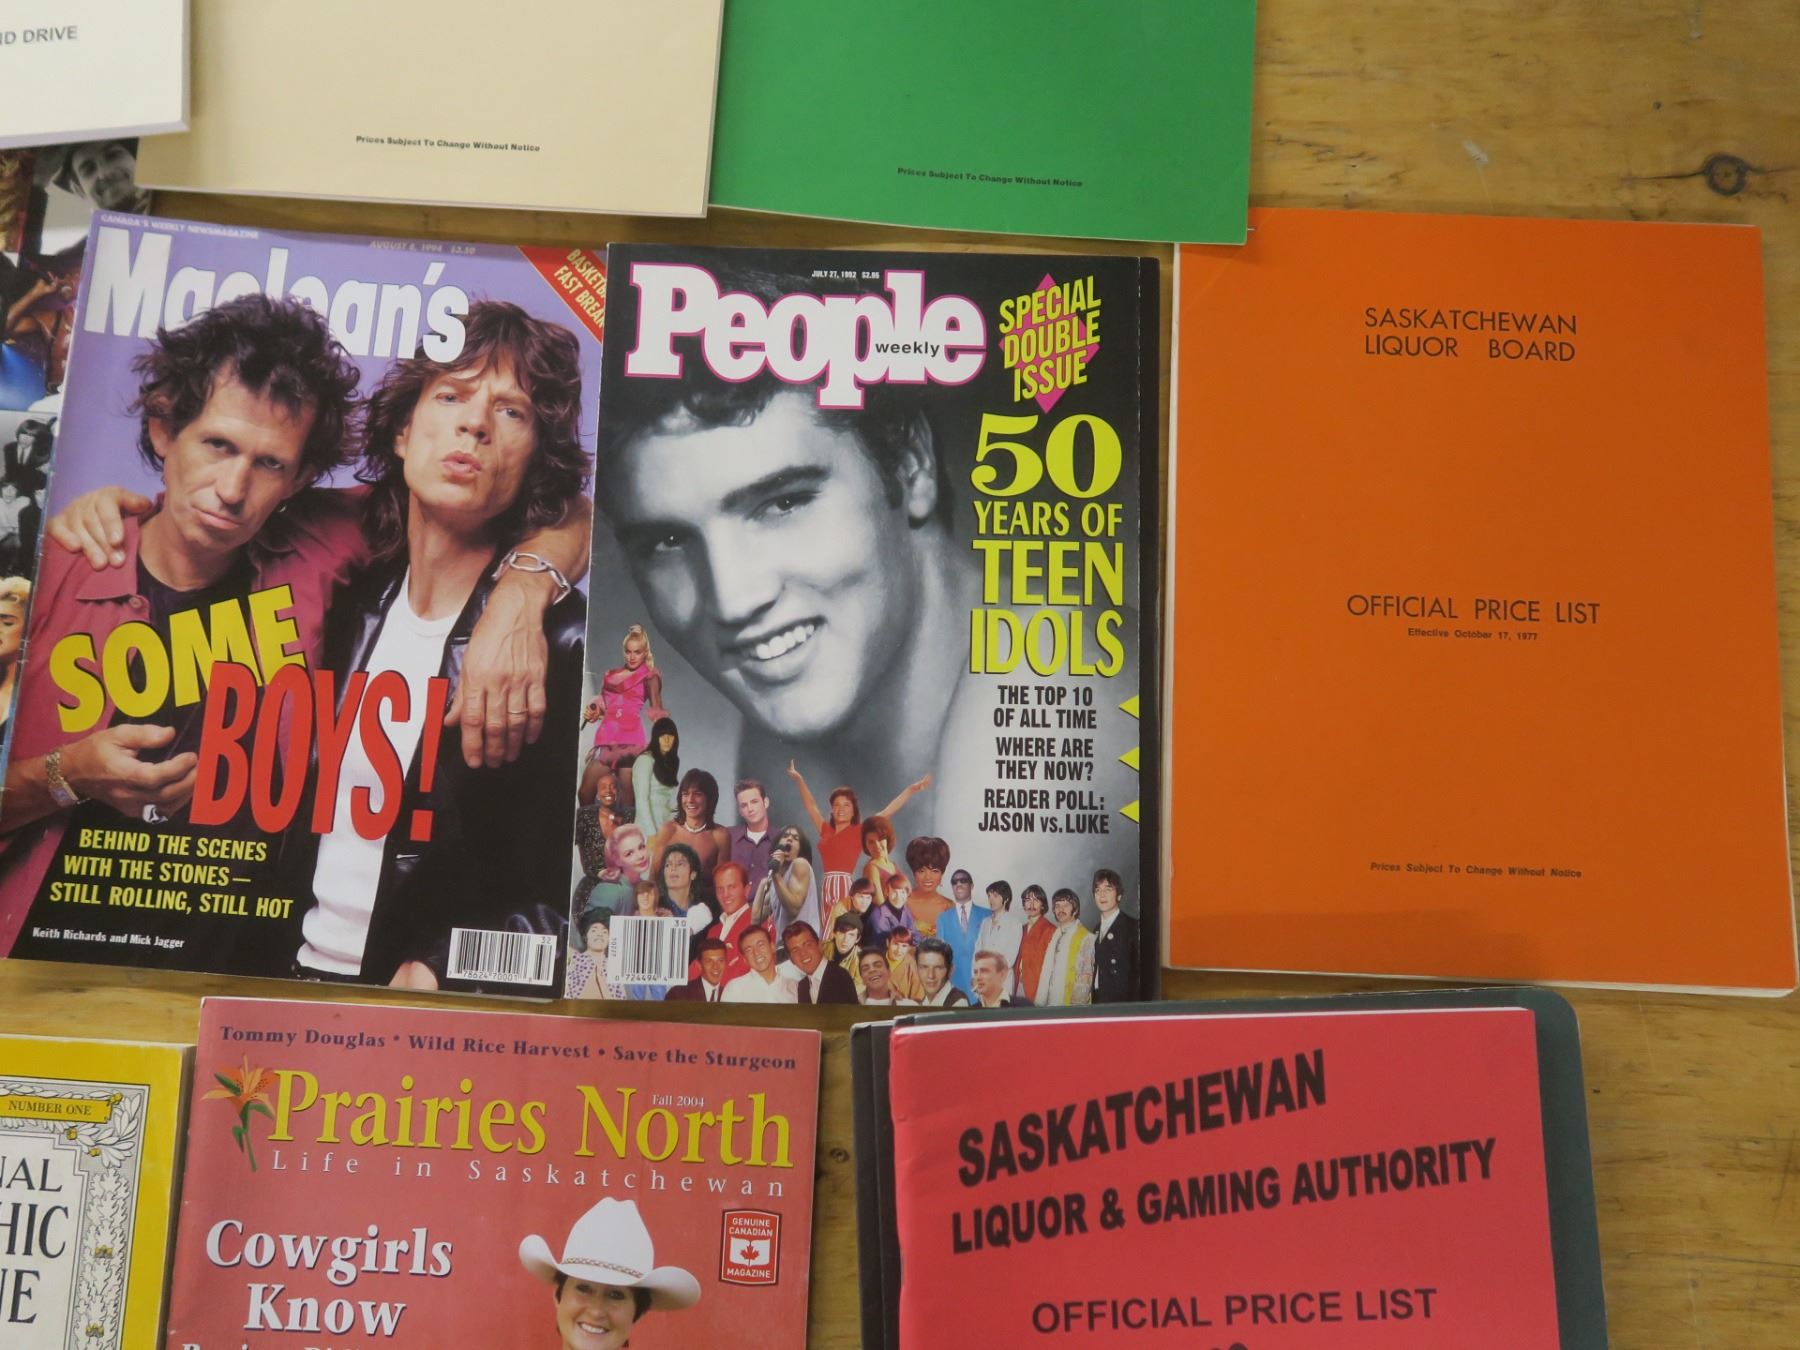 ND DRIVE
Prices Subject To Change Without Notice
Prices Subject To Change Without Notice
CANADA'S WEEKLY NEWSMAGAZINE
AUGUST 8, 1994 $3.50
Maclean's
FAST BREAK
SOME
BOYS!
BEHIND THE SCENES
WITH THE STONES—
STILL ROLLING, STILL HOT
Keith Richards and Mick Jagger
32
JULY 27, 1992 $2.95
People
weekly
SPECIAL
DOUBLE
ISSUE
50
YEARS OF
TEEN
IDOLS
THE TOP 10
OF ALL TIME
WHERE ARE
THEY NOW?
READER POLL:
JASON VS. LUKE
30
SASKATCHEWAN
LIQUOR BOARD
OFFICIAL PRICE LIST
Effective October 17, 1977
Prices Subject To Change Without Notice
NUMBER ONE
NAL
HIC
NE
Tommy Douglas • Wild Rice Harvest • Save the Sturgeon
Fall 2004
Prairies North
Life in Saskatchewan
Cowgirls
Know
GENUINE
CANADIAN
MAGAZINE
SASKATCHEWAN
LIQUOR & GAMING AUTHORITY
OFFICIAL PRICE LIST